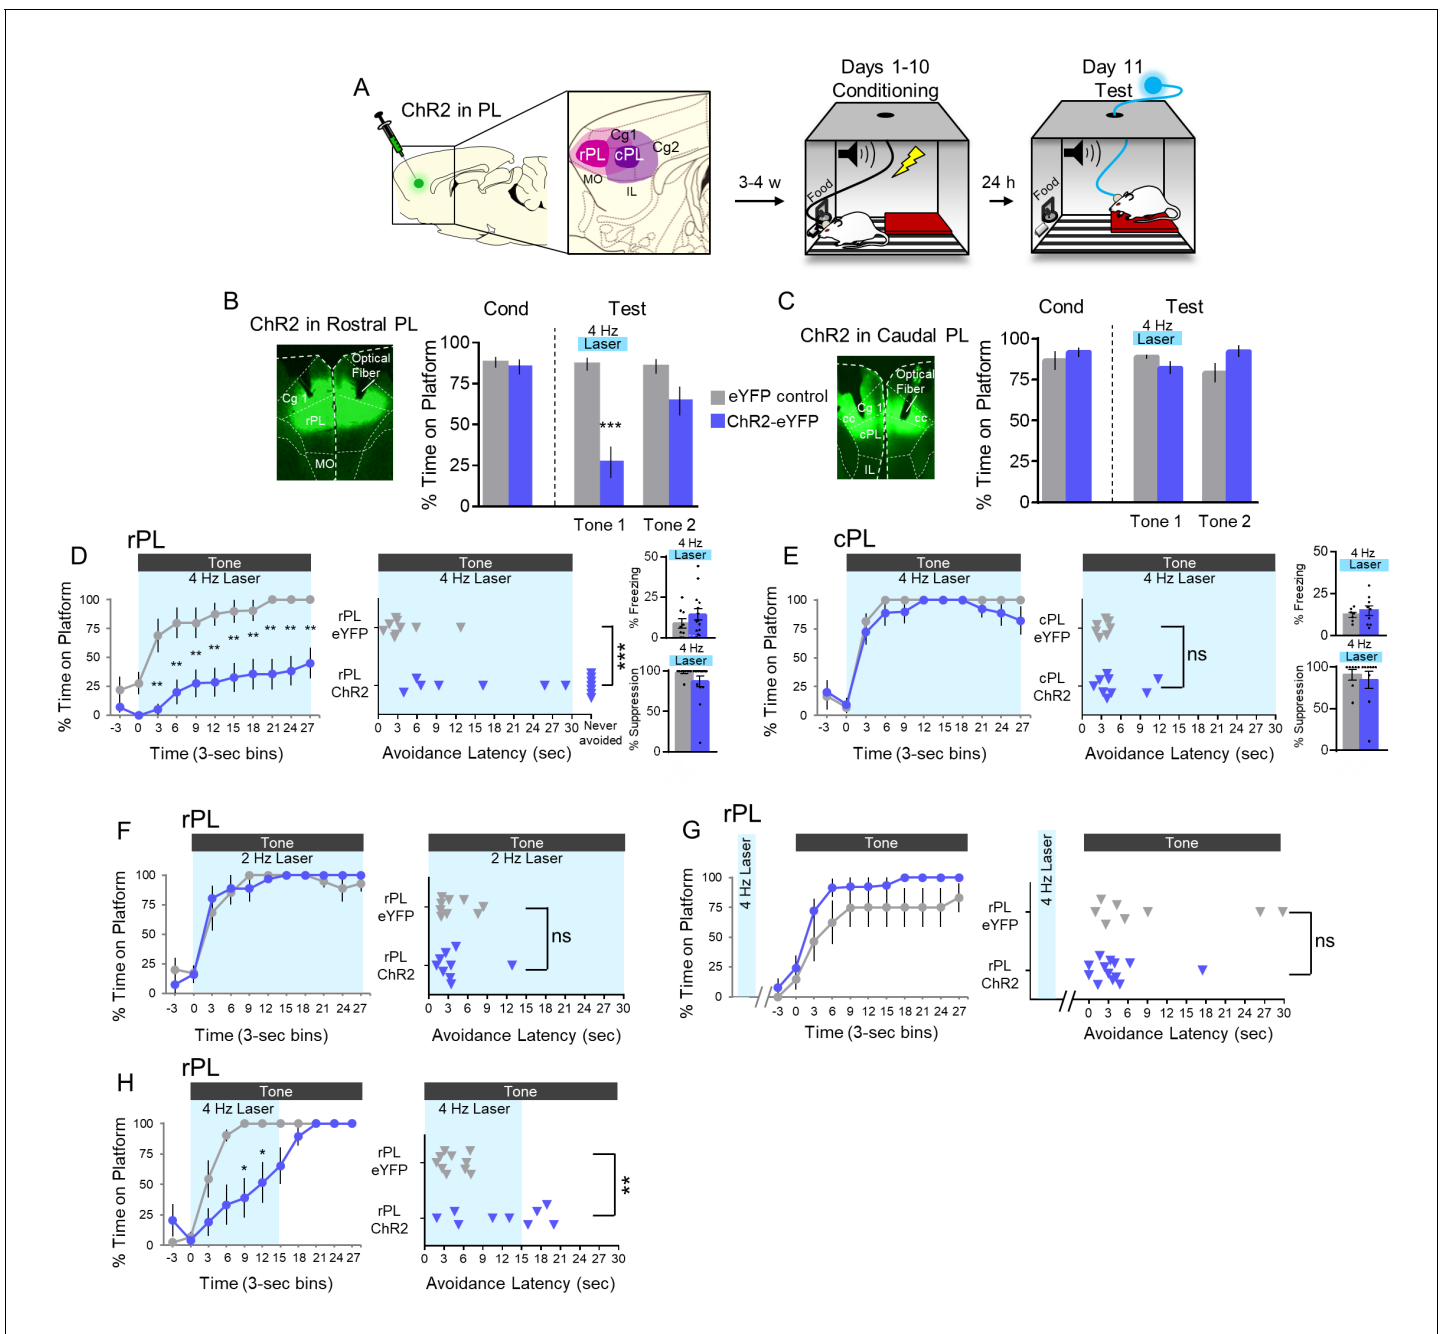 A
ChR2 in PL
Cg1
rPL
cPL
Cg2
MO
IL
3-4 w
Days 1-10
Conditioning
Food
24 h
Day 11
Test
Food
B
ChR2 in Rostral PL
Optical
Fiber
Cg 1
rPL
MO
Cond
Test
4 Hz
Laser
% Time on Platform
100
75
50
25
0
Tone 1
Tone 2
eYFP control
ChR2-eYFP
C
ChR2 in Caudal PL
Optical
Fiber
Cg 1
cc
cc
cPL
IL
Cond
Test
4 Hz
Laser
% Time on Platform
100
75
50
25
0
Tone 1
Tone 2
D
rPL
Tone
4 Hz Laser
% Time on Platform
100
75
50
25
0
** ** ** ** ** ** ** ** **
-3 0 3 6 9 12 15 18 21 24 27
Time (3-sec bins)
Tone
4 Hz Laser
rPL
eYFP
rPL
ChR2
***
0 3 6 9 12 15 18 21 24 27 30
Never
avoided
Avoidance Latency (sec)
4 Hz
Laser
% Freezing
50
25
0
4 Hz
Laser
% Suppression
100
50
0
E
cPL
Tone
4 Hz Laser
% Time on Platform
100
75
50
25
0
-3 0 3 6 9 12 15 18 21 24 27
Time (3-sec bins)
Tone
4 Hz Laser
cPL
eYFP
cPL
ChR2
ns
0 3 6 9 12 15 18 21 24 27 30
Avoidance Latency (sec)
4 Hz
Laser
% Freezing
50
25
0
4 Hz
Laser
% Suppression
100
50
0
F
rPL
Tone
2 Hz Laser
% Time on Platform
100
75
50
25
0
-3 0 3 6 9 12 15 18 21 24 27
Time (3-sec bins)
Tone
2 Hz Laser
rPL
eYFP
rPL
ChR2
ns
0 3 6 9 12 15 18 21 24 27 30
Avoidance Latency (sec)
G
rPL
4 Hz Laser
Tone
% Time on Platform
100
75
50
25
0
-3 0 3 6 9 12 15 18 21 24 27
Time (3-sec bins)
4 Hz Laser
Tone
rPL
eYFP
rPL
ChR2
ns
0 3 6 9 12 15 18 21 24 27 30
Avoidance Latency (sec)
H
rPL
Tone
4 Hz Laser
% Time on Platform
100
75
50
25
0
* *
-3 0 3 6 9 12 15 18 21 24 27
Time (3-sec bins)
Tone
4 Hz Laser
rPL
eYFP
rPL
ChR2
**
0 3 6 9 12 15 18 21 24 27 30
Avoidance Latency (sec)